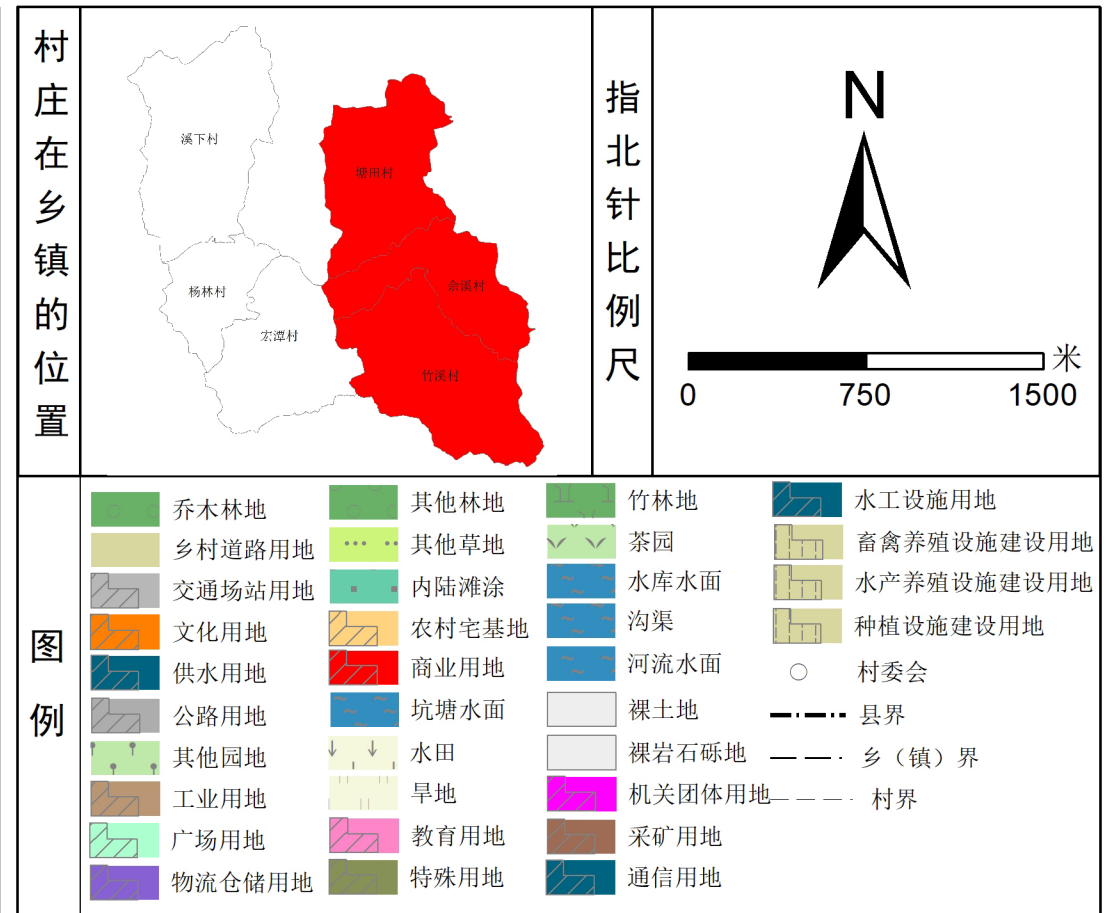 村庄在乡镇的位置
溪下村
塘田村
杨林村
余溪村
宏潭村
竹溪村
指北针比例尺
N
米
0 750 1500
图例
乔木林地
乡村道路用地
交通场站用地
文化用地
供水用地
公路用地
其他园地
工业用地
广场用地
物流仓储用地
其他林地
其他草地
内陆滩涂
农村宅基地
商业用地
坑塘水面
水田
旱地
教育用地
特殊用地
竹林地
茶园
水库水面
沟渠
河流水面
裸土地
裸岩石砾地
机关团体用地
采矿用地
通信用地
水工设施用地
畜禽养殖设施建设用地
水产养殖设施建设用地
种植设施建设用地
村委会
县界
乡（镇）界
村界